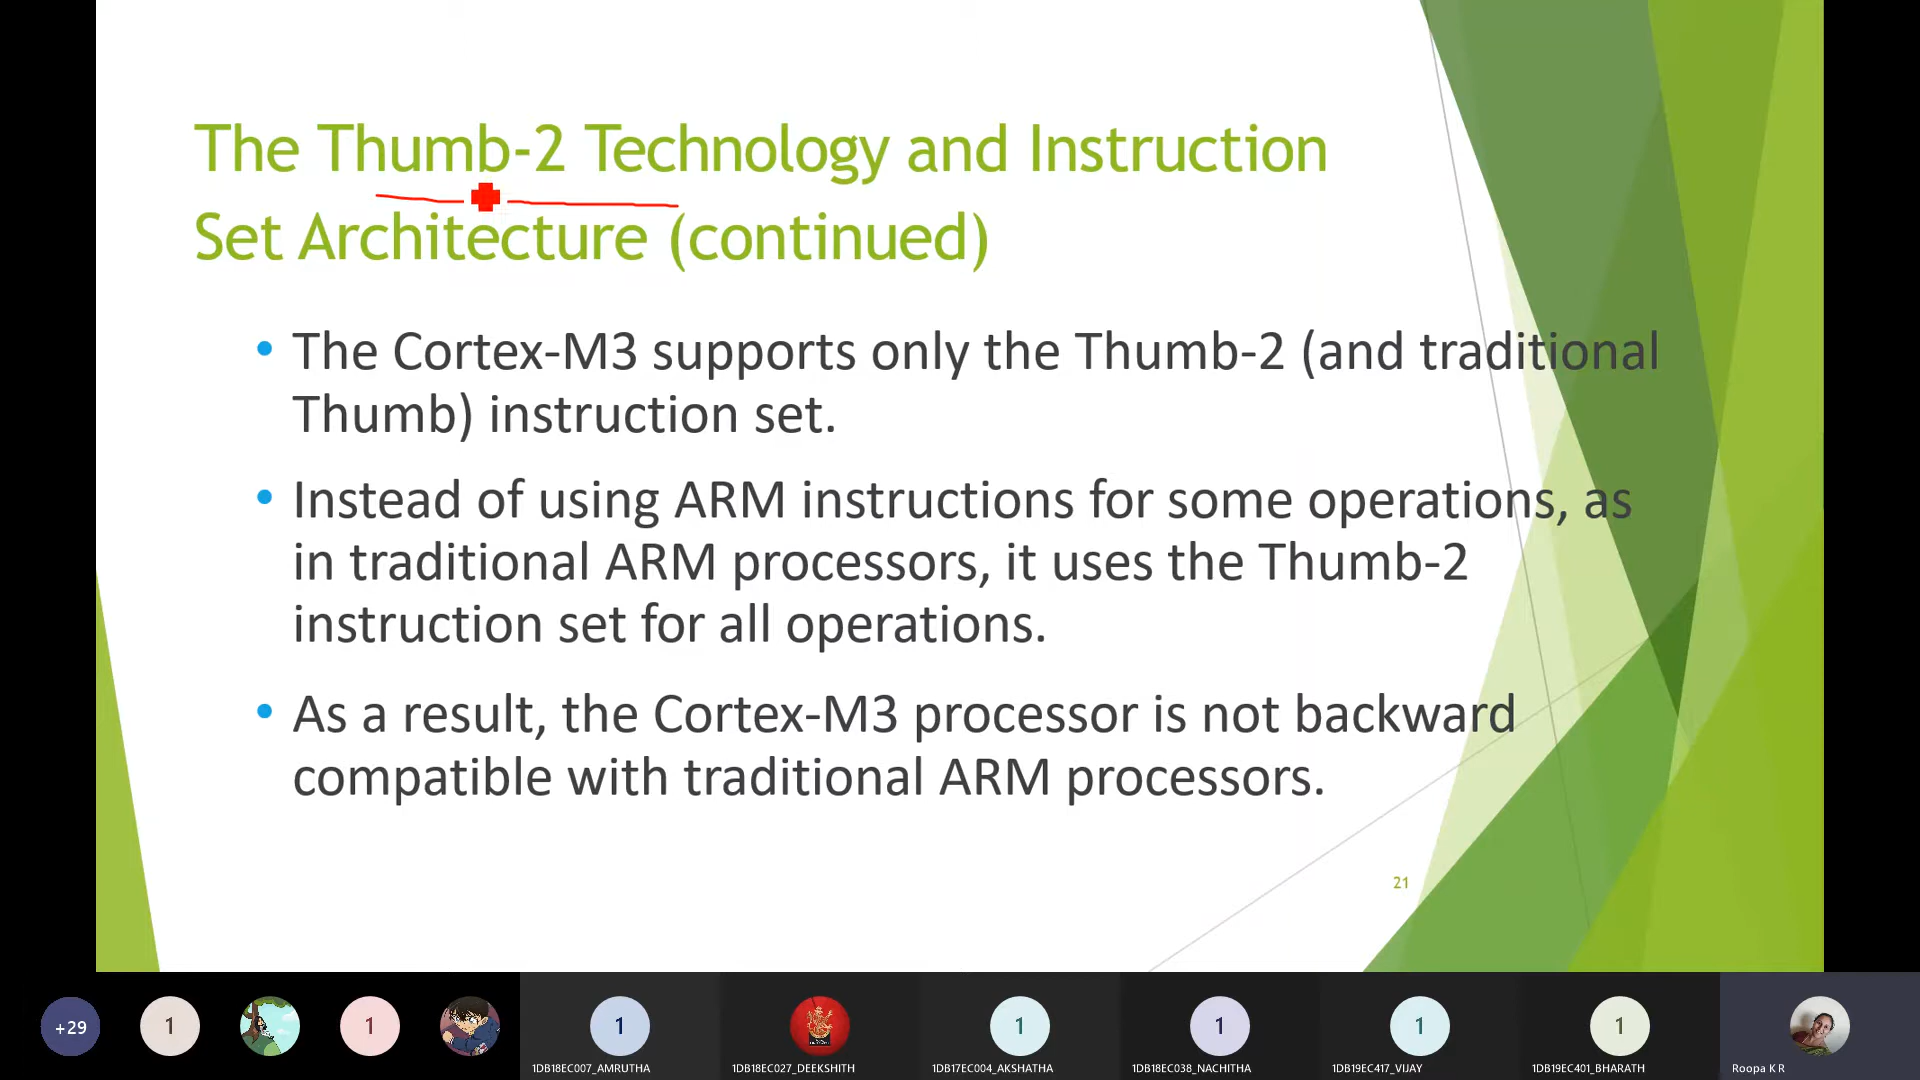 The Thumb-2 Technology and Instruction
Set Architecture (continued)
• The Cortex-M3 supports only the Thumb-2 (and traditional
Thumb) instruction set.
• Instead of using ARM instructions for some operations, as
in traditional ARM processors, it uses the Thumb-2
instruction set for all operations.
• As a result, the Cortex-M3 processor is not backward
compatible with traditional ARM processors.
21
+29
1
1
1
1
1
1
1
1DB18EC007_AMRUTHA
1DB18EC027_DEEKSHITH
1DB17EC004_AKSHATHA
1DB18EC038_NACHITHA
1DB19EC417_VIJAY
1DB19EC401_BHARATH
Roopa K R